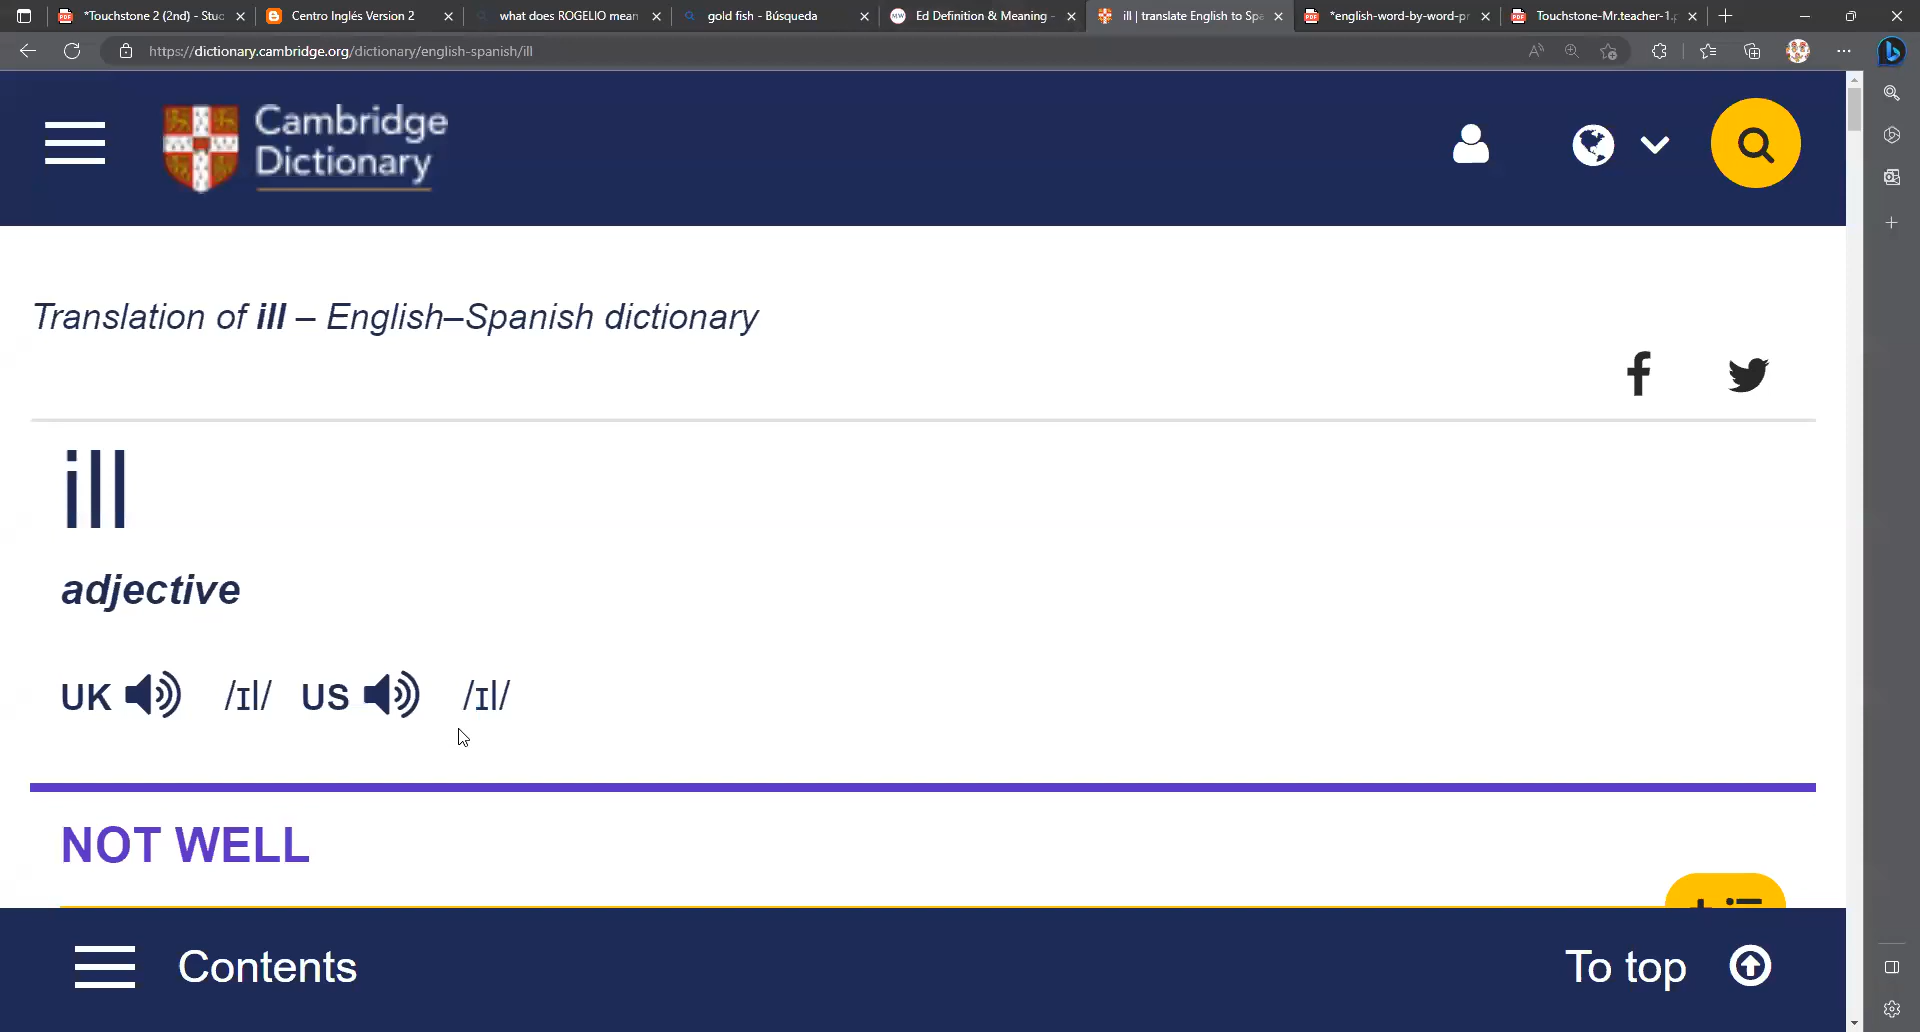 *Touchstone 2 (2nd) - Stuc
Centro Inglés Version 2
what does ROGELIO mean
gold fish - Búsqueda
Ed Definition & Meaning -
ill | translate English to Spa
*english-word-by-word-pr
Touchstone-Mr.teacher-1.p
https://dictionary.cambridge.org/dictionary/english-spanish/ill
Cambridge
Dictionary
Translation of ill – English–Spanish dictionary
ill
adjective
UK /ɪl/ US /ɪl/
NOT WELL
Contents
To top